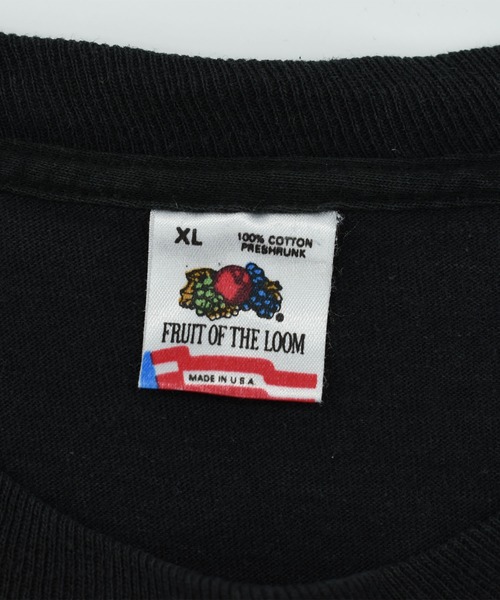 XL
100% COTTON
PRESHRUNK
FRUIT OF THE LOOM
MADE IN U.S.A.